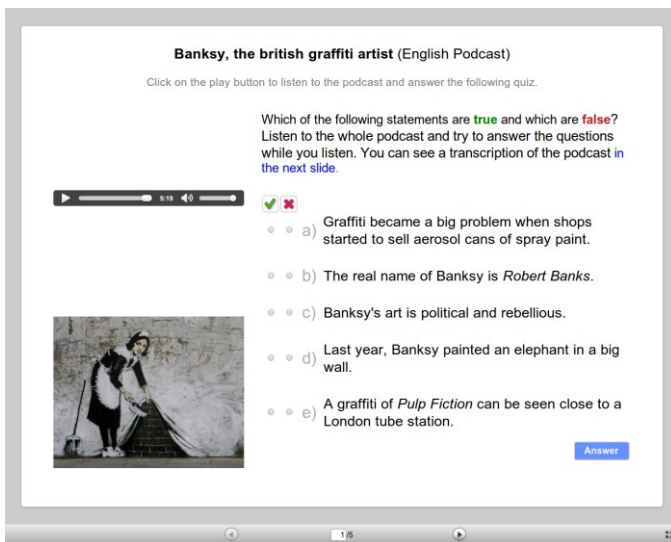 Banksy, the british graffiti artist (English Podcast)
Click on the play button to listen to the podcast and answer the following quiz.
Which of the following statements are true and which are false?
Listen to the whole podcast and try to answer the questions
while you listen. You can see a transcription of the podcast in
the next slide.
5:19
a) Graffiti became a big problem when shops
started to sell aerosol cans of spray paint.
b) The real name of Banksy is Robert Banks.
c) Banksy's art is political and rebellious.
d) Last year, Banksy painted an elephant in a big
wall.
e) A graffiti of Pulp Fiction can be seen close to a
London tube station.
Answer
1/5